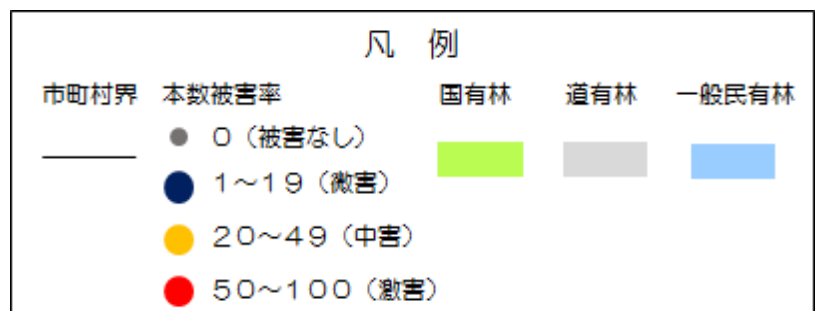 凡 例
市町村界 本数被害率 国有林 道有林 一般民有林
0（被害なし）
1～19（微害）
20～49（中害）
50～100（激害）